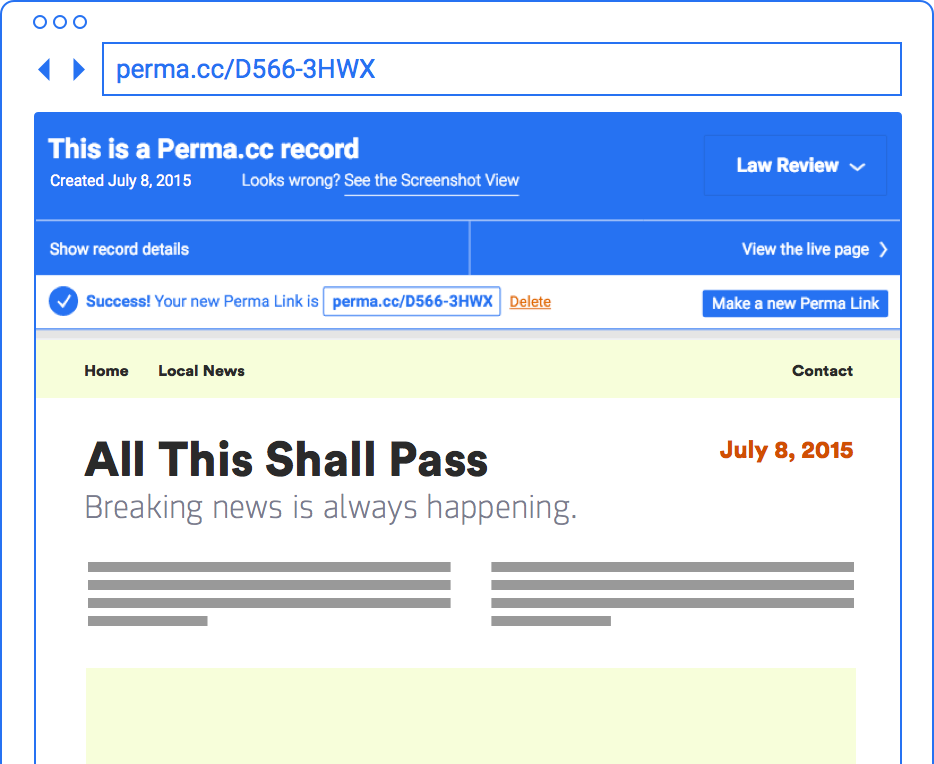 perma.cc/D566-3HWX
This is a Perma.cc record
Created July 8, 2015 Looks wrong? See the Screenshot View
Law Review
Show record details
View the live page
Success! Your new Perma Link is perma.cc/D566-3HWX Delete
Make a new Perma Link
Home Local News Contact
All This Shall Pass
July 8, 2015
Breaking news is always happening.